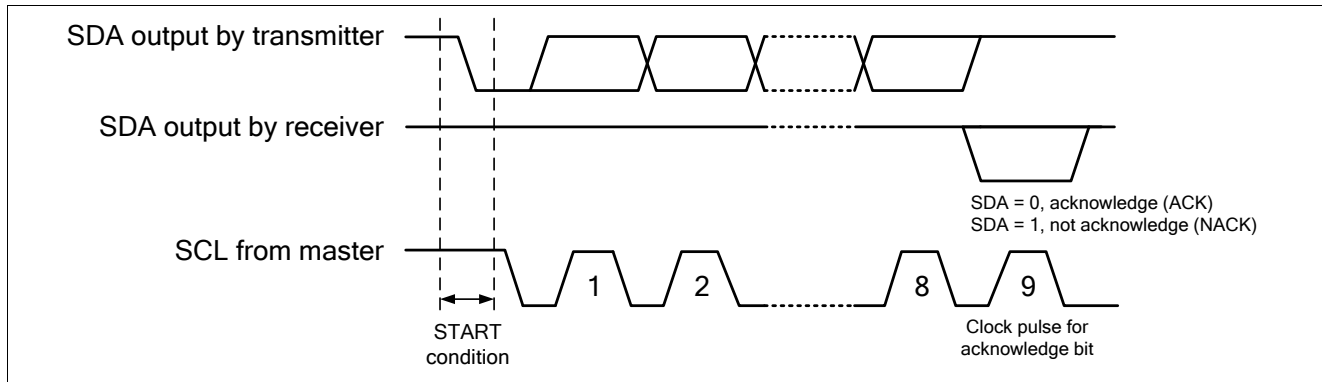 SDA output by transmitter
SDA output by receiver
SDA = 0, acknowledge (ACK)
SDA = 1, not acknowledge (NACK)
SCL from master
1
2
8
9
START
condition
Clock pulse for
acknowledge bit